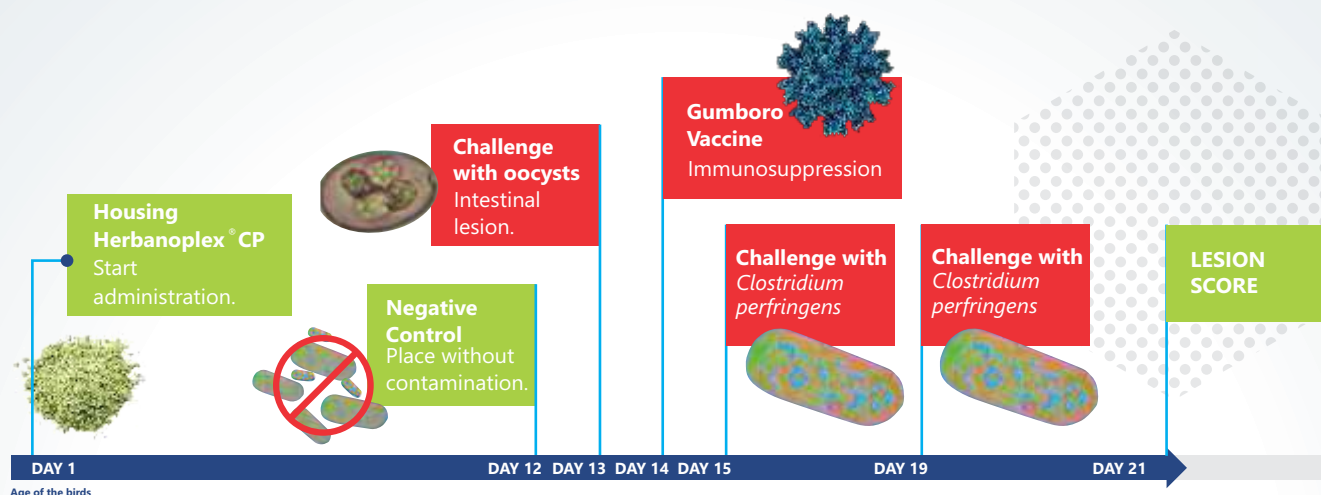 Housing
Herbanoplex® CP
Start
administration.
Negative
Control
Place without
contamination.
Challenge
with oocysts
Intestinal
lesion.
Gumboro
Vaccine
Immunosuppression
Challenge with
Clostridium
perfringens
Challenge with
Clostridium
perfringens
LESION
SCORE
DAY 1
DAY 12
DAY 13
DAY 14
DAY 15
DAY 19
DAY 21
Age of the birds